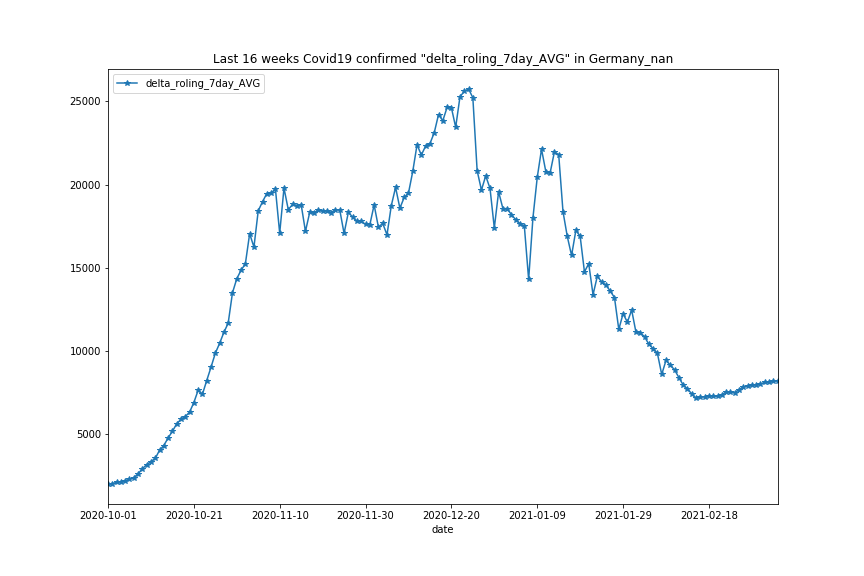 Last 16 weeks Covid19 confirmed "delta_roling_7day_AVG" in Germany_nan
delta_roling_7day_AVG
25000
20000
15000
10000
5000
2020-10-01 2020-10-21 2020-11-10 2020-11-30 2020-12-20 2021-01-09 2021-01-29 2021-02-18
date